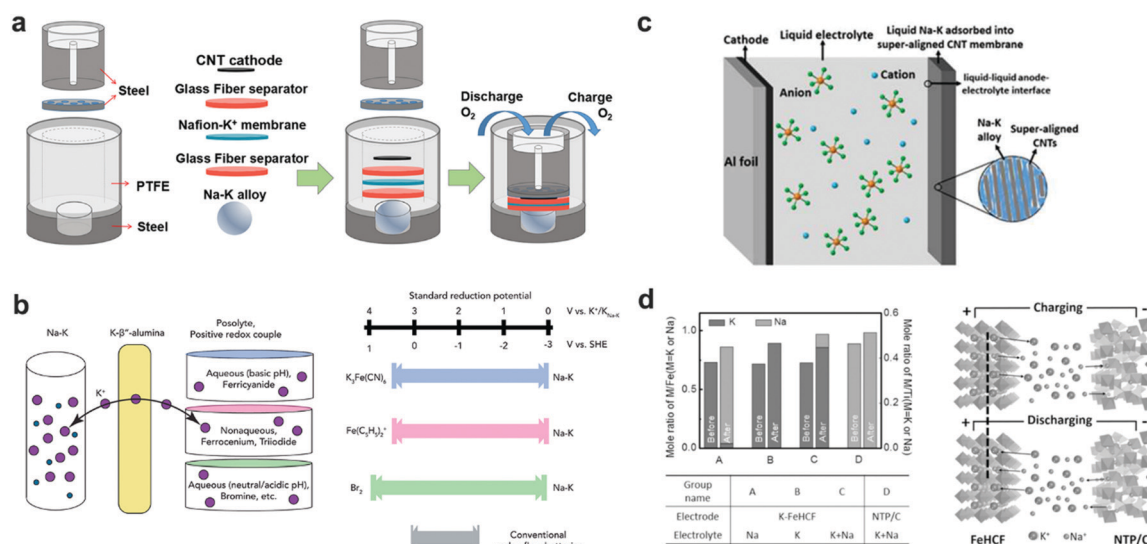 a
CNT cathode
Glass Fiber separator
Nafion-K⁺ membrane
Glass Fiber separator
Na-K alloy
Steel
PTFE
Steel
Discharge
O₂
Charge
O₂
b
Na-K
K-β"-alumina
Posolyte,
Positive redox couple
K⁺
Aqueous (basic pH),
Ferricyanide
Nonaqueous,
Ferrocenium, Triiodide
Aqueous (neutral/acidic pH),
Bromine, etc.
Standard reduction potential
4 3 2 1 0 V vs. K⁺/K_Na-K
1 0 -1 -2 -3 V vs. SHE
K₃Fe(CN)₆ Na-K
Fe(C₅H₅)₂⁺ Na-K
Br₂ Na-K
Conventional
c
Cathode
Liquid electrolyte
Liquid Na-K adsorbed into
super-aligned CNT membrane
Anion
Cation
liquid-liquid anode-
electrolyte interface
Al foil
Na-K
alloy
Super-aligned
CNTs
d
Mole ratio of M/Fe(M=K or Na)
1.0
0.5
0.0
K Na
0.6
0.4
0.2
0.0
Mole ratio of M/Ti(M=K or Na)
Before After Before After Before After Before After
A B C D
Group
name A B C D
Electrode K-FeHCF NTP/C
Electrolyte Na K K+Na K+Na
+ Charging -
+ Discharging -
FeHCF K⁺ Na⁺ NTP/C